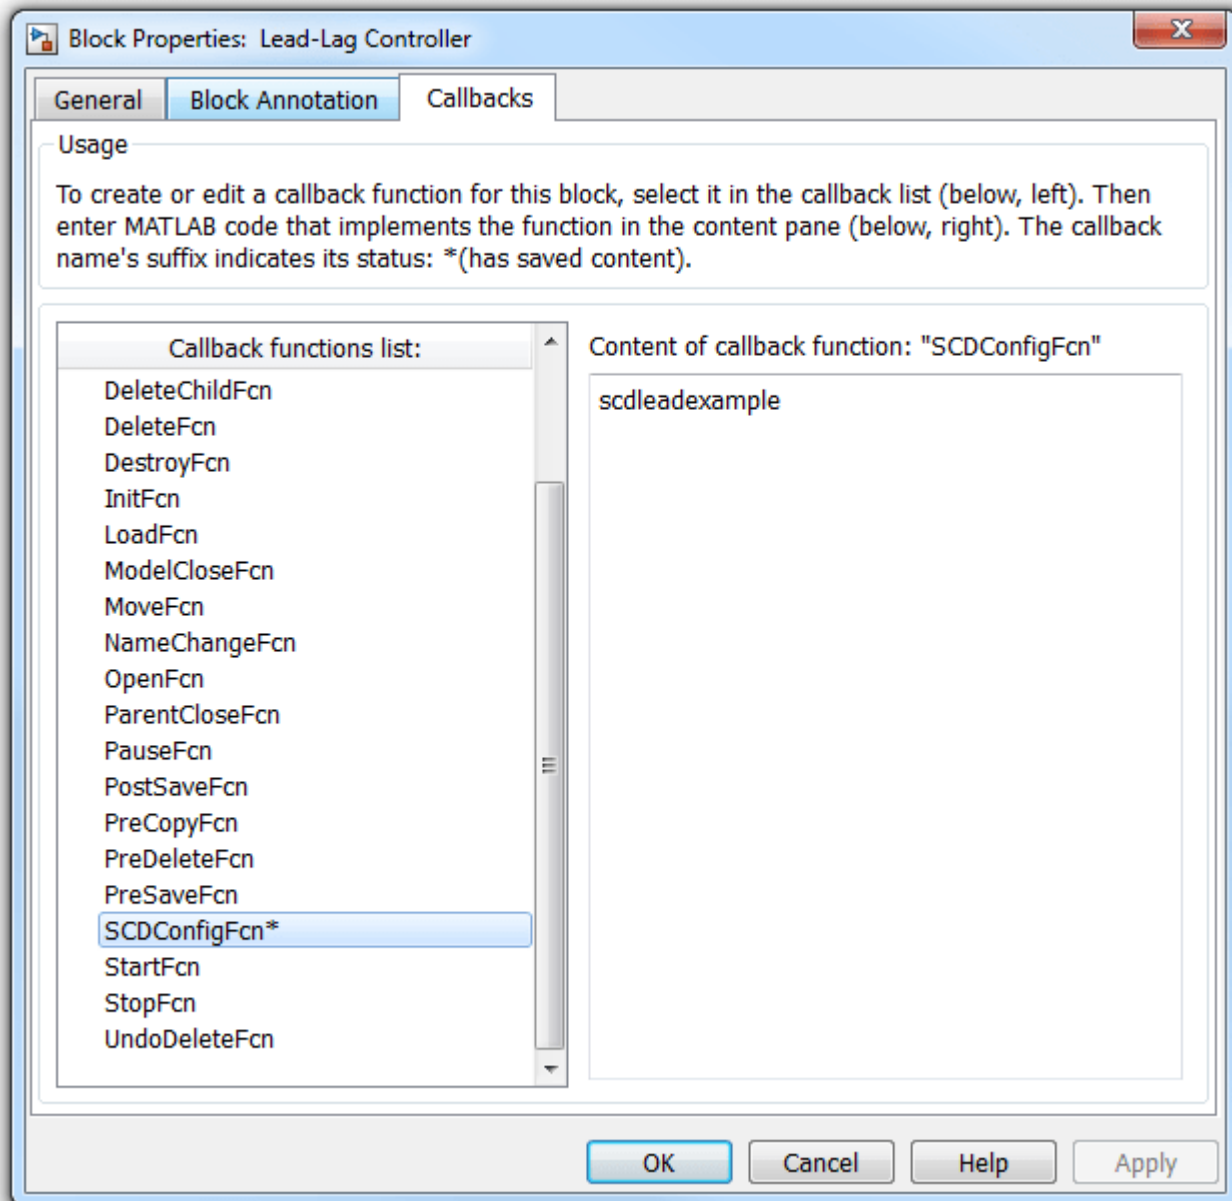 Block Properties: Lead-Lag Controller
X
General
Block Annotation
Callbacks
Usage
To create or edit a callback function for this block, select it in the callback list (below, left). Then
enter MATLAB code that implements the function in the content pane (below, right). The callback
name's suffix indicates its status: *(has saved content).
Callback functions list:
DeleteChildFcn
DeleteFcn
DestroyFcn
InitFcn
LoadFcn
ModelCloseFcn
MoveFcn
NameChangeFcn
OpenFcn
ParentCloseFcn
PauseFcn
PostSaveFcn
PreCopyFcn
PreDeleteFcn
PreSaveFcn
SCDConfigFcn*
StartFcn
StopFcn
UndoDeleteFcn
Content of callback function: "SCDConfigFcn"
scdleadexample
OK
Cancel
Help
Apply